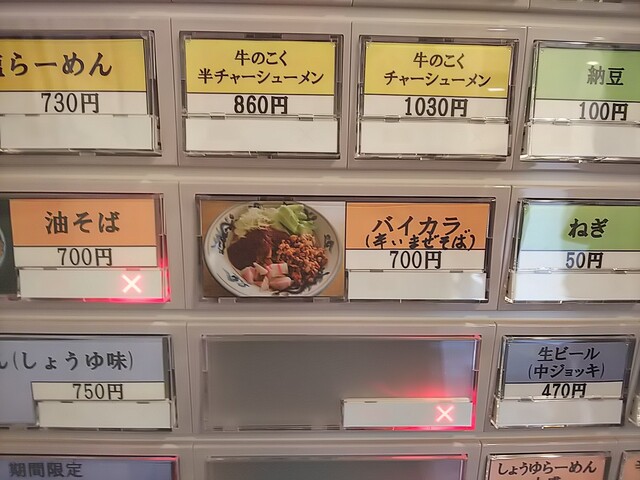 らーめん
730円
牛のこく
半チャーシューメン
860円
牛のこく
チャーシューメン
1030円
納豆
100円
油そば
700円
×
バイカラ
(辛いまぜそば)
700円
ねぎ
50円
(しょうゆ味)
750円
×
生ビール
(中ジョッキ)
470円
期間限定
しょうゆらーめん